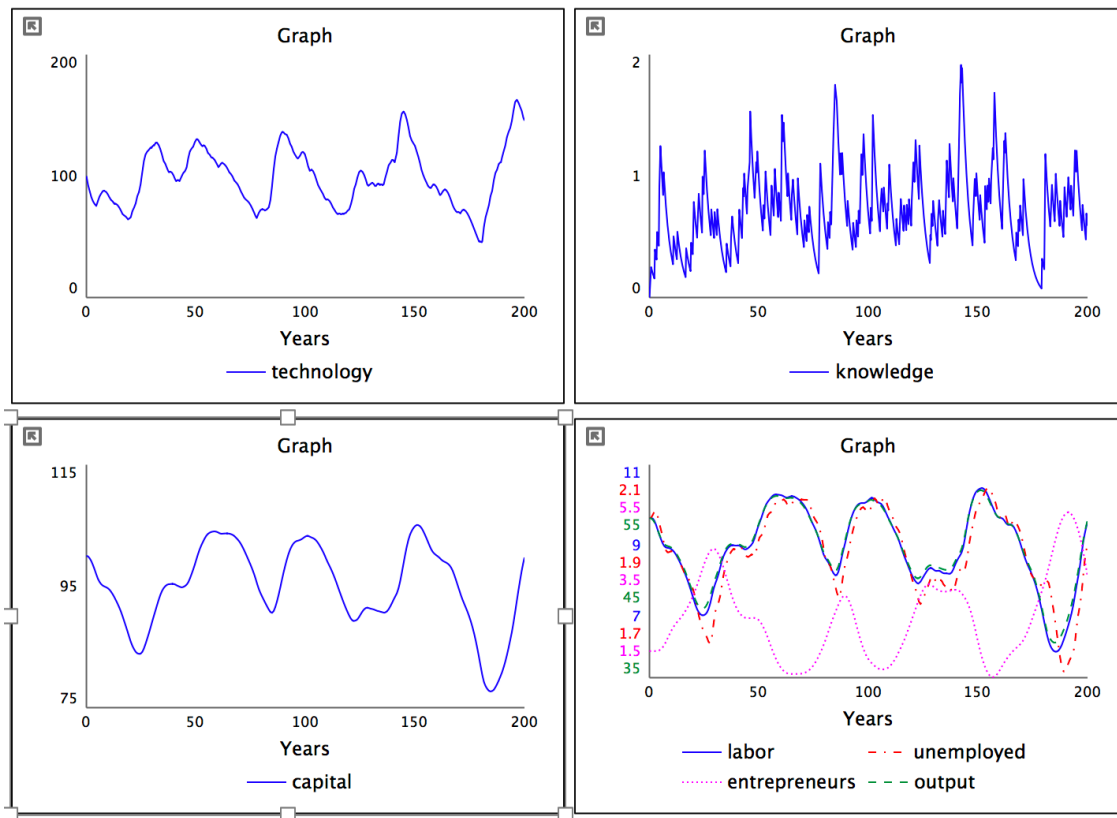 Graph
200
100
0
0 50 100 150 200
Years
technology
Graph
2
1
0
0 50 100 150 200
Years
knowledge
Graph
115
95
75
0 50 100 150 200
Years
capital
Graph
11
2.1
5.5
55
9
1.9
3.5
45
7
1.7
1.5
35
0 50 100 150 200
Years
labor unemployed
entrepreneurs output